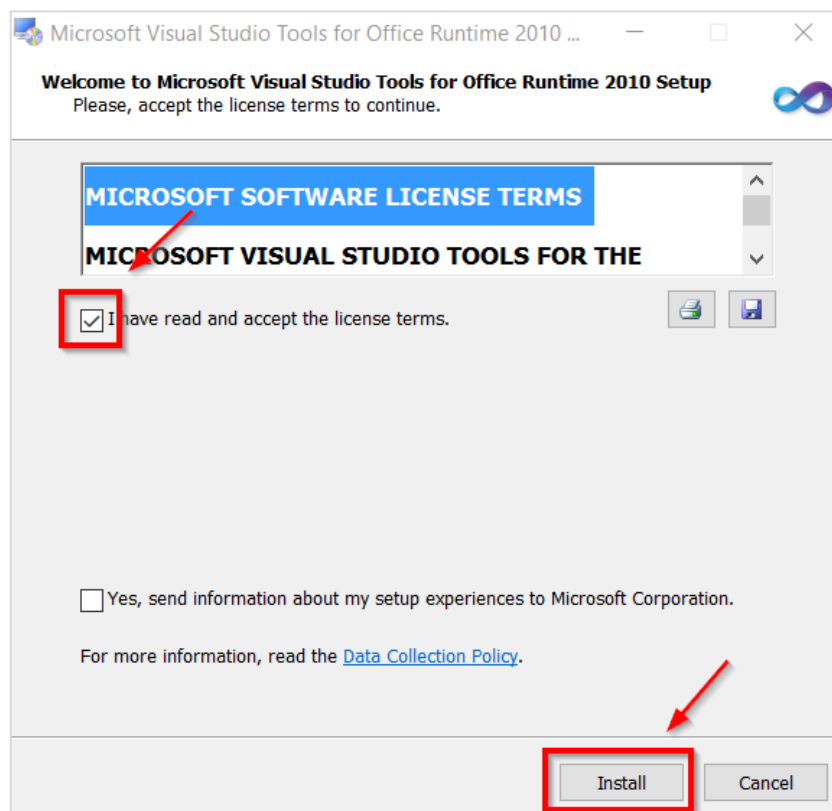 Microsoft Visual Studio Tools for Office Runtime 2010 ...
Welcome to Microsoft Visual Studio Tools for Office Runtime 2010 Setup
Please, accept the license terms to continue.
MICROSOFT SOFTWARE LICENSE TERMS
MICROSOFT VISUAL STUDIO TOOLS FOR THE
I have read and accept the license terms.
Yes, send information about my setup experiences to Microsoft Corporation.
For more information, read the Data Collection Policy.
Install Cancel